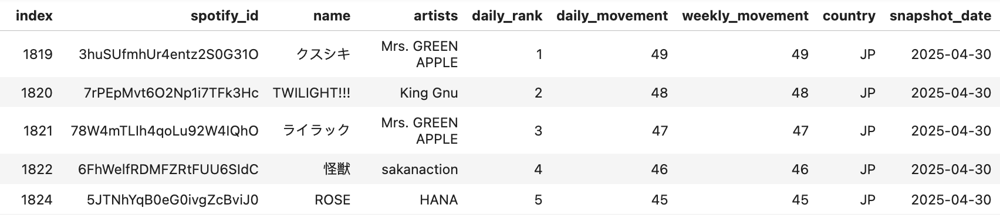 index spotify_id name artists daily_rank daily_movement weekly_movement country snapshot_date
1819 3huSUfmhUr4entz2S0G31O クスシキ Mrs. GREEN APPLE 1 49 49 JP 2025-04-30
1820 7rPEpMvt6O2Np1i7TFk3Hc TWILIGHT!!! King Gnu 2 48 48 JP 2025-04-30
1821 78W4mTLIh4qoLu92W4IQhO ライラック Mrs. GREEN APPLE 3 47 47 JP 2025-04-30
1822 6FhWelfRDMFZRtFUU6SldC 怪獣 sakanaction 4 46 46 JP 2025-04-30
1824 5JTNhYqB0eG0ivgZcBviJ0 ROSE HANA 5 45 45 JP 2025-04-30